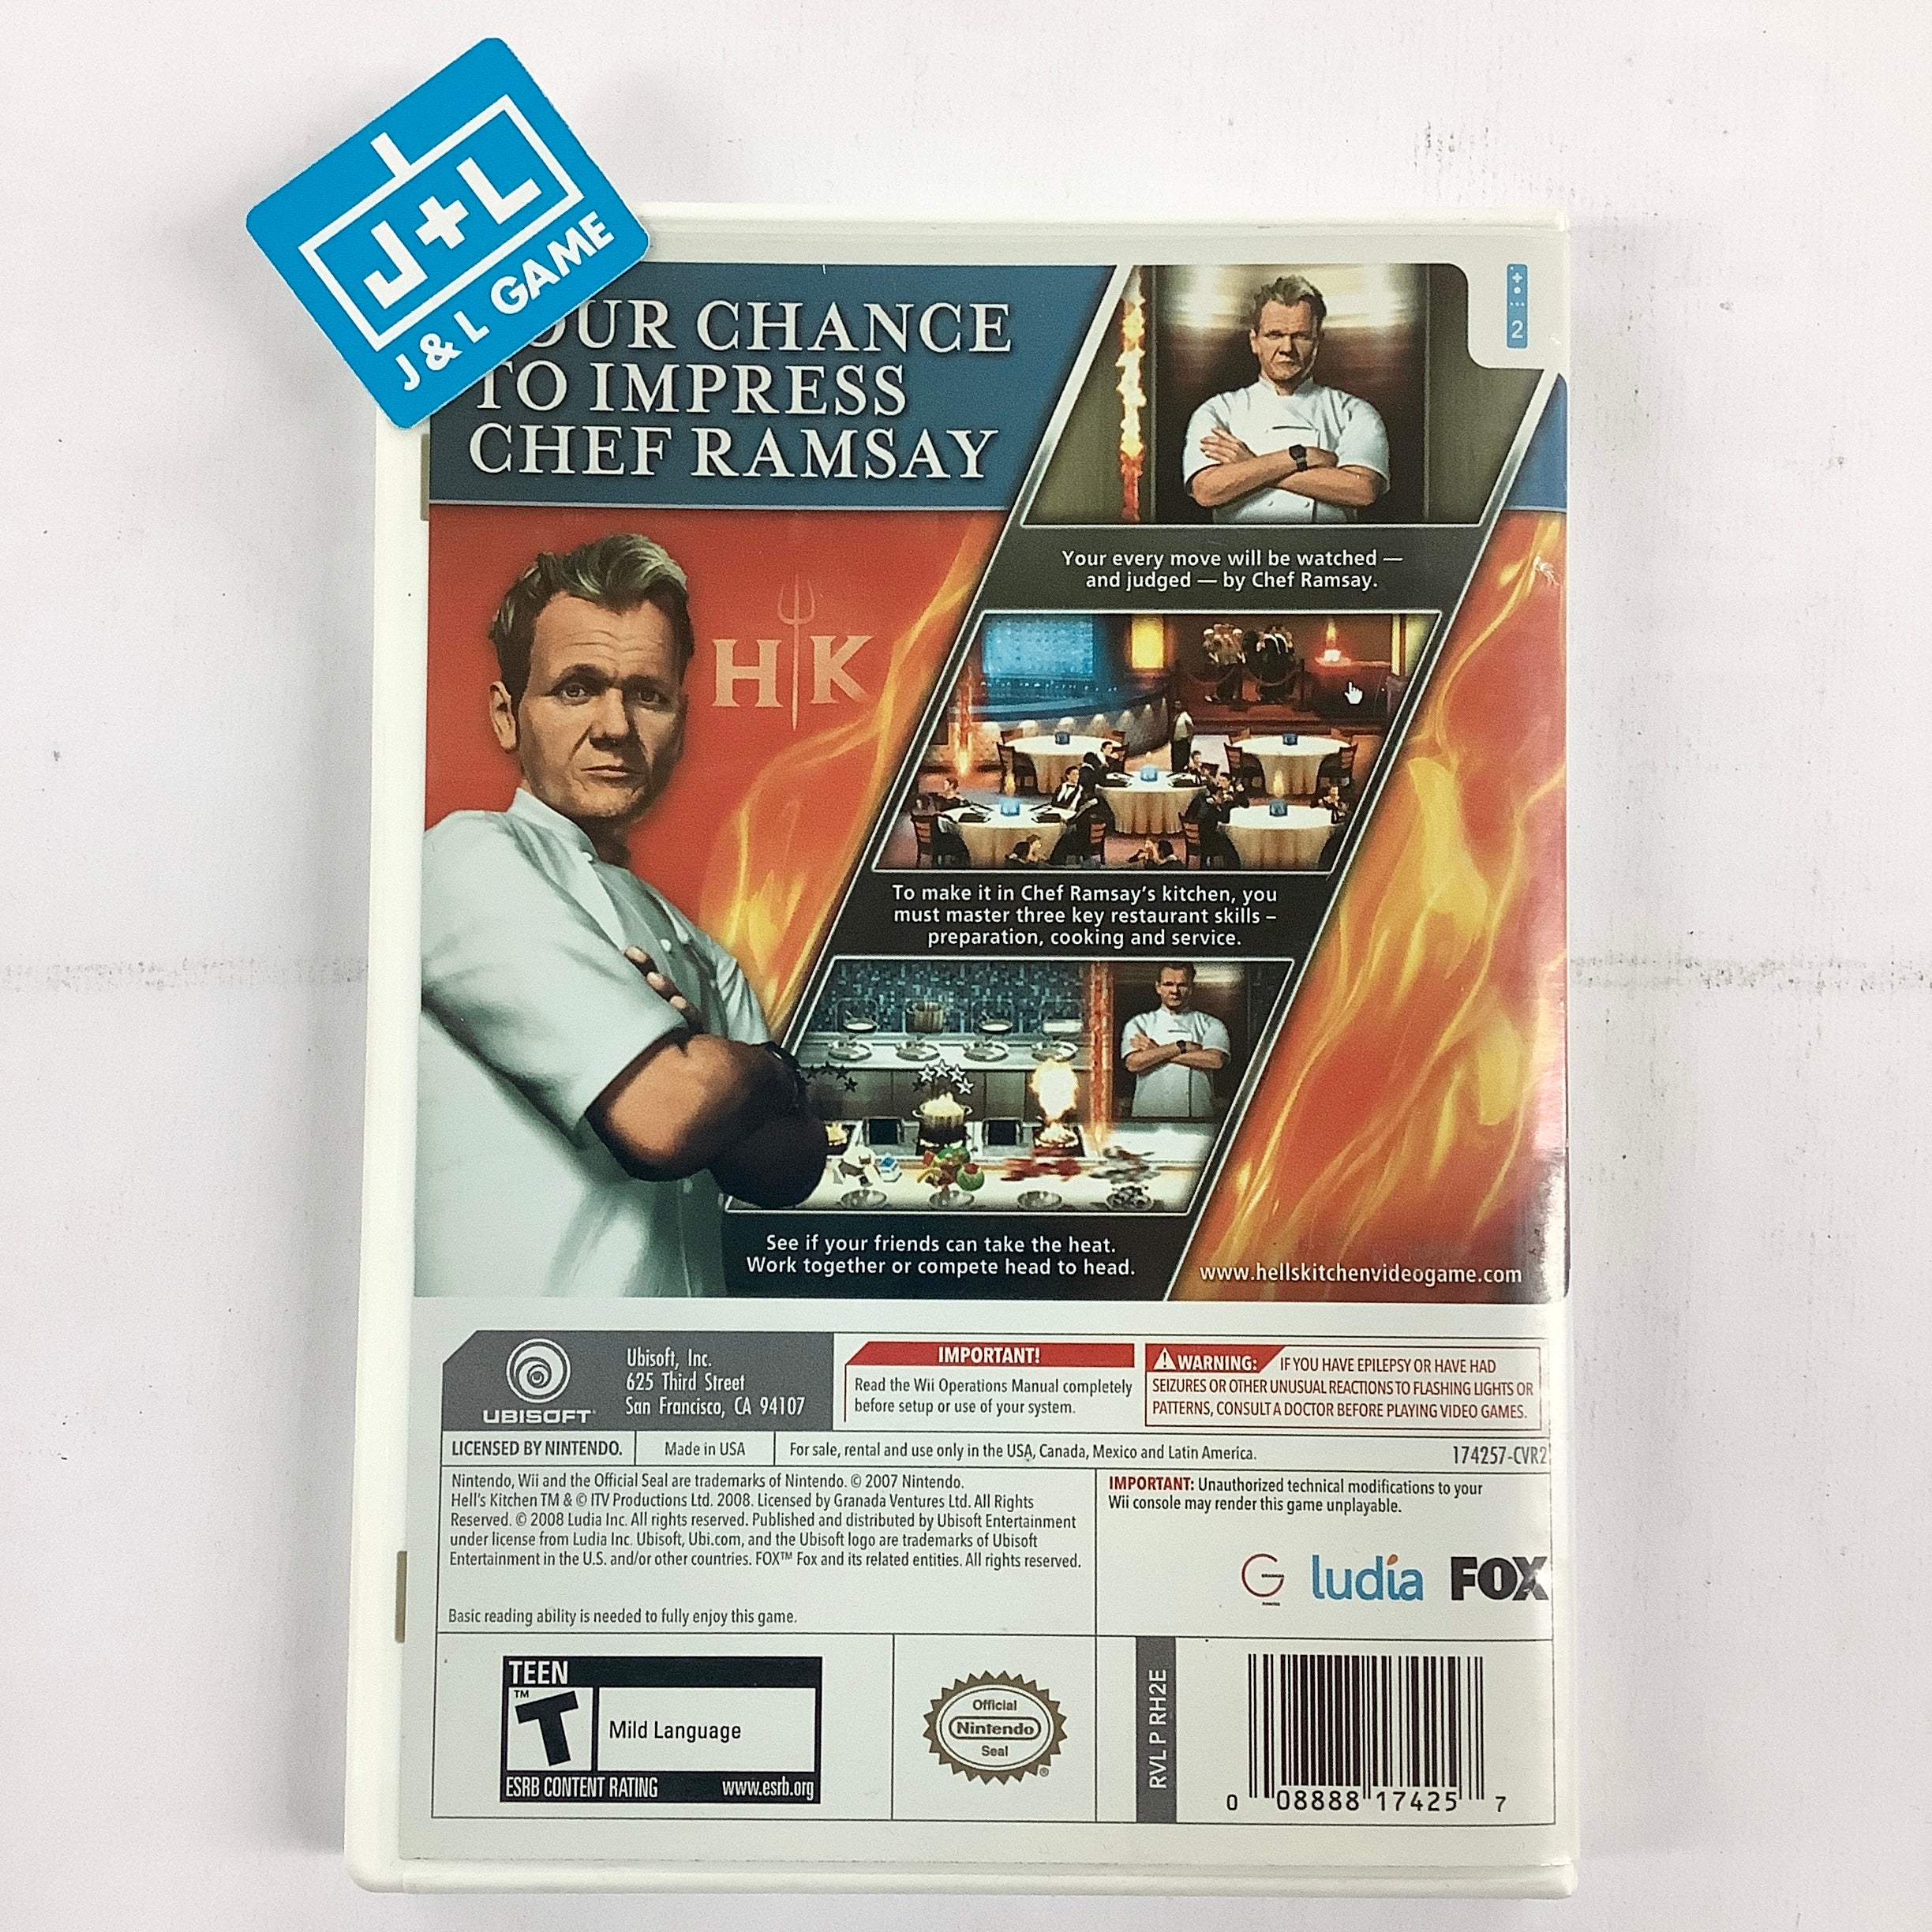 J+L
J & L GAME
OUR CHANCE
TO IMPRESS
CHEF RAMSAY
2
Your every move will be watched —
and judged — by Chef Ramsay.
H K
To make it in Chef Ramsay's kitchen, you
must master three key restaurant skills –
preparation, cooking and service.
See if your friends can take the heat.
Work together or compete head to head.
www.hellskitchenvideogame.com
UBISOFT
Ubisoft, Inc.
625 Third Street
San Francisco, CA 94107
IMPORTANT!
Read the Wii Operations Manual completely
before setup or use of your system.
WARNING: IF YOU HAVE EPILEPSY OR HAVE HAD
SEIZURES OR OTHER UNUSUAL REACTIONS TO FLASHING LIGHTS OR
PATTERNS, CONSULT A DOCTOR BEFORE PLAYING VIDEO GAMES.
LICENSED BY NINTENDO.
Made in USA
For sale, rental and use only in the USA, Canada, Mexico and Latin America.
174257-CVR2
Nintendo, Wii and the Official Seal are trademarks of Nintendo. © 2007 Nintendo.
Hell's Kitchen TM & © ITV Productions Ltd. 2008. Licensed by Granada Ventures Ltd. All Rights
Reserved. © 2008 Ludia Inc. All rights reserved. Published and distributed by Ubisoft Entertainment
under license from Ludia Inc. Ubisoft, Ubi.com, and the Ubisoft logo are trademarks of Ubisoft
Entertainment in the U.S. and/or other countries. FOX™ Fox and its related entities. All rights reserved.
Basic reading ability is needed to fully enjoy this game.
IMPORTANT: Unauthorized technical modifications to your
Wii console may render this game unplayable.
G
ludia
FOX
TEEN
T™
Mild Language
ESRB CONTENT RATING www.esrb.org
Official
Nintendo
Seal
®
RVL P RH2E
0 08888 17425 7